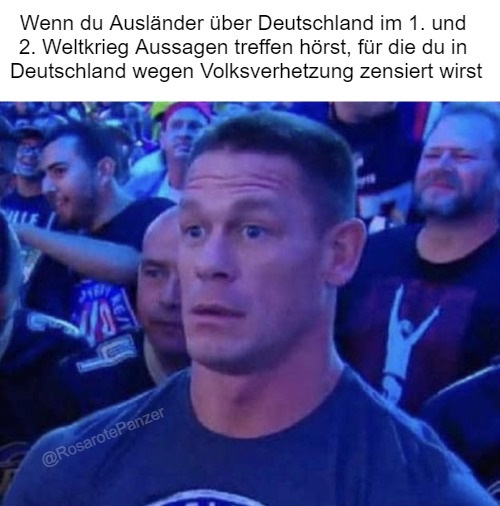 Wenn du Ausländer über Deutschland im 1. und
2. Weltkrieg Aussagen treffen hörst, für die du in
Deutschland wegen Volksverhetzung zensiert wirst
@RosarotePanzer